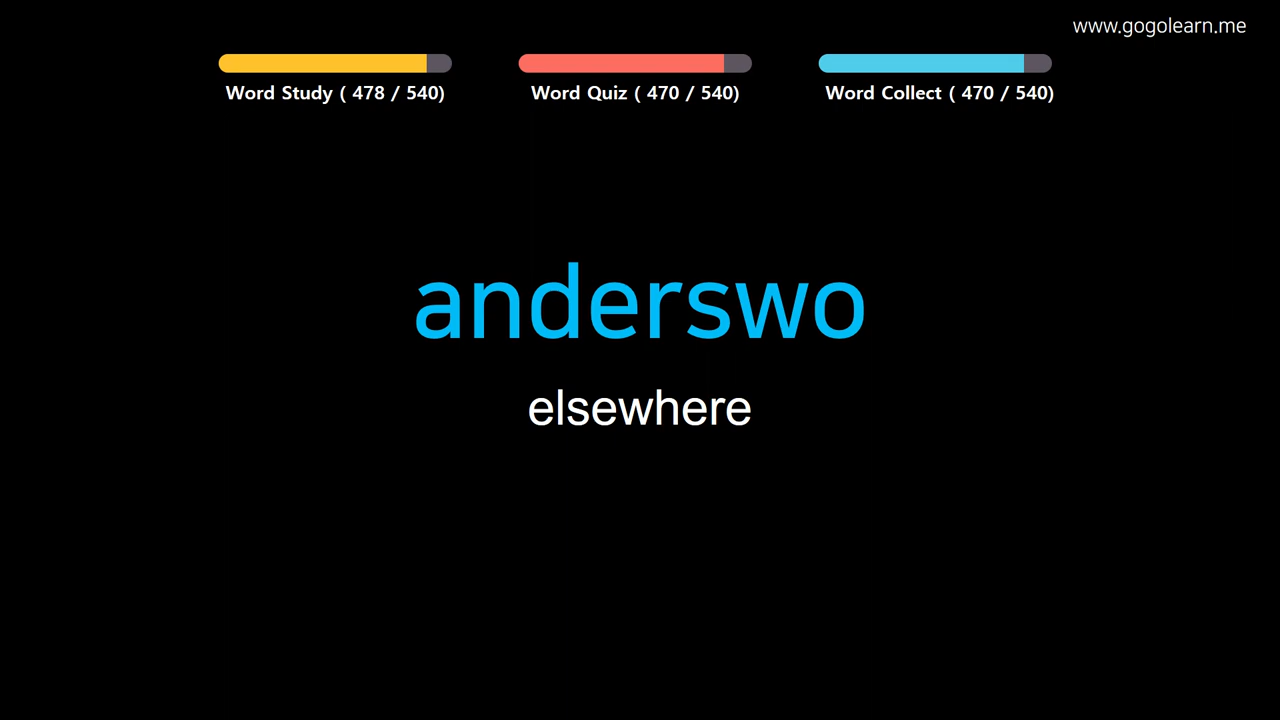 www.gogolearn.me
Word Study ( 478 / 540)
Word Quiz ( 470 / 540)
Word Collect ( 470 / 540)
anderswo
elsewhere